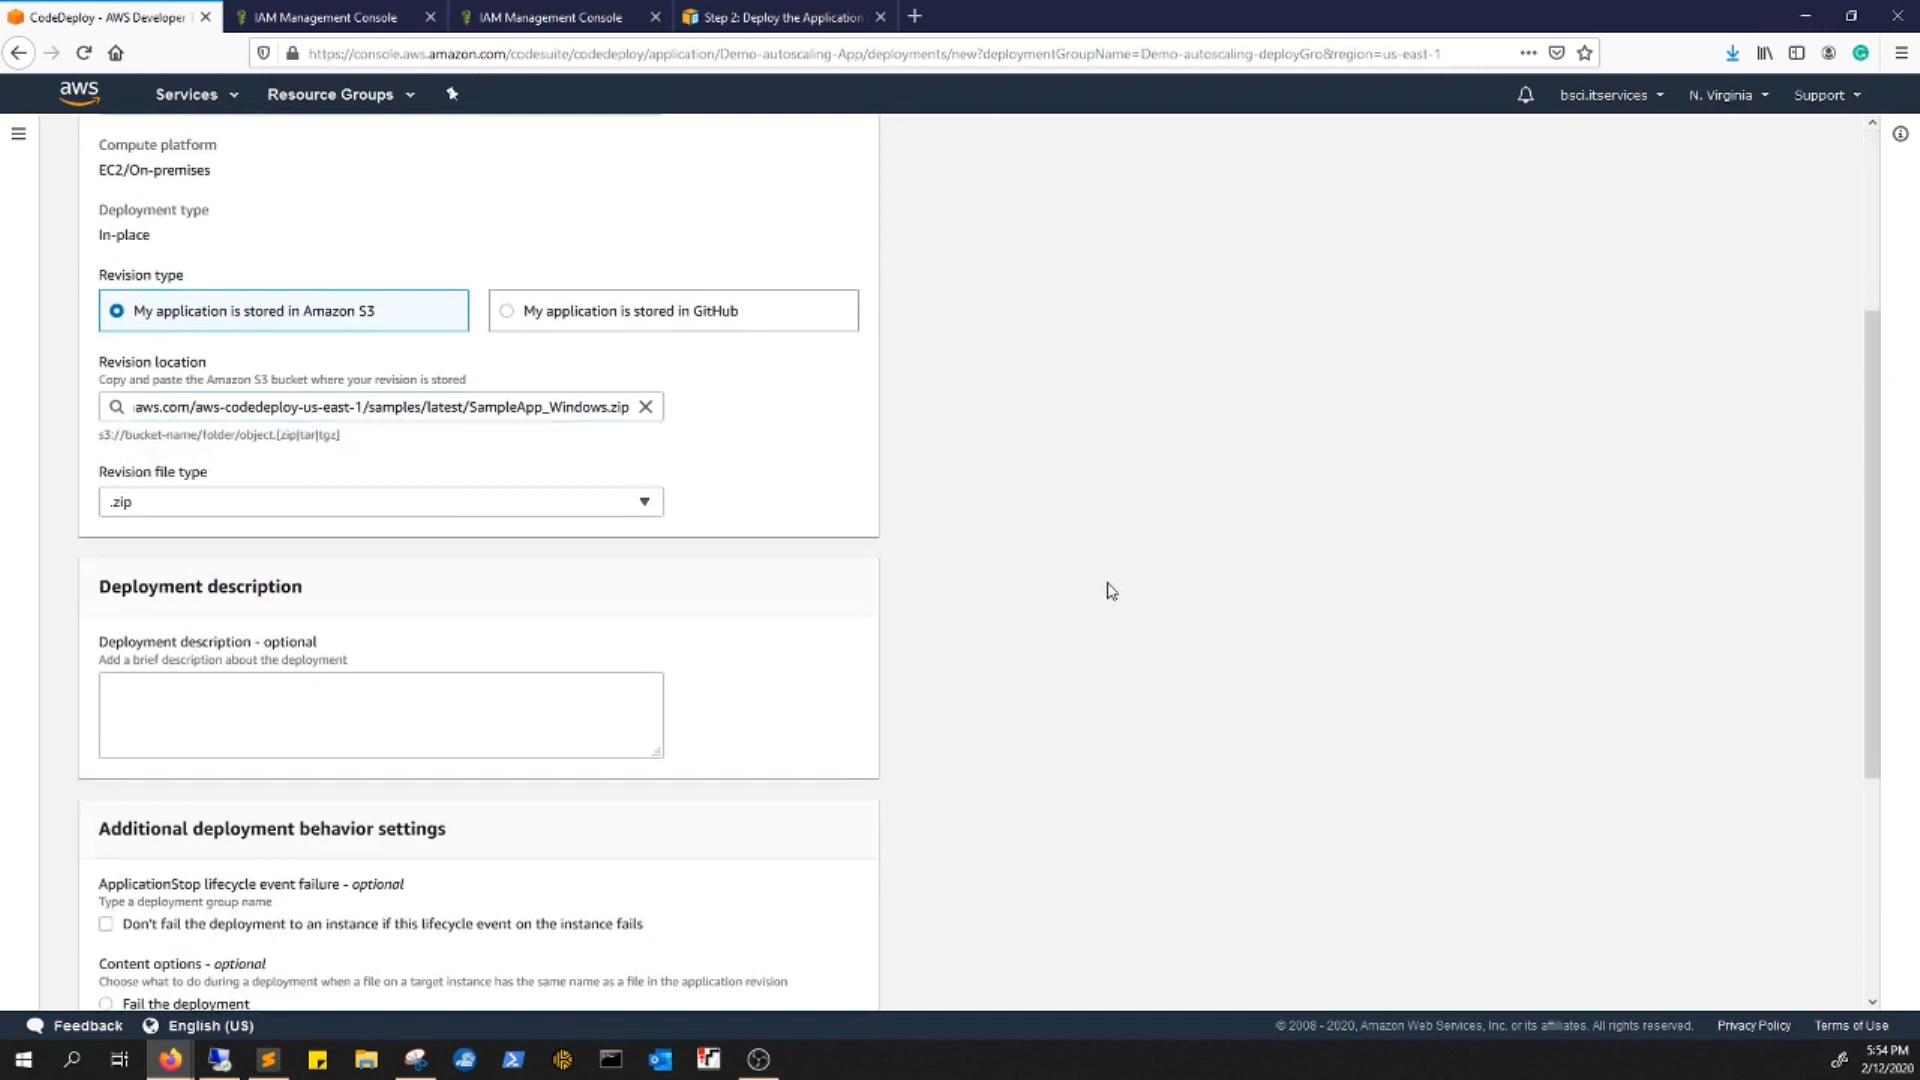 CodeDeploy - AWS Developer T
IAM Management Console
IAM Management Console
Step 2: Deploy the Application
https://console.aws.amazon.com/codesuite/codedeploy/application/Demo-autoscaling-App/deployments/new?deploymentGroupName=Demo-autoscaling-deployGro&region=us-east-1
aws
Services
Resource Groups
bsci.itservices
N. Virginia
Support
Compute platform
EC2/On-premises
Deployment type
In-place
Revision type
My application is stored in Amazon S3
My application is stored in GitHub
Revision location
Copy and paste the Amazon S3 bucket where your revision is stored
aws.com/aws-codedeploy-us-east-1/samples/latest/SampleApp_Windows.zip
s3://bucket-name/folder/object.[zip|tar|tgz]
Revision file type
.zip
Deployment description
Deployment description - optional
Add a brief description about the deployment
Additional deployment behavior settings
ApplicationStop lifecycle event failure - optional
Type a deployment group name
Don't fail the deployment to an instance if this lifecycle event on the instance fails
Content options - optional
Choose what to do during a deployment when a file on a target instance has the same name as a file in the application revision
Fail the deployment
Feedback
English (US)
© 2008 - 2020, Amazon Web Services, Inc. or its affiliates. All rights reserved.
Privacy Policy
Terms of Use
5:54 PM
2/12/2020